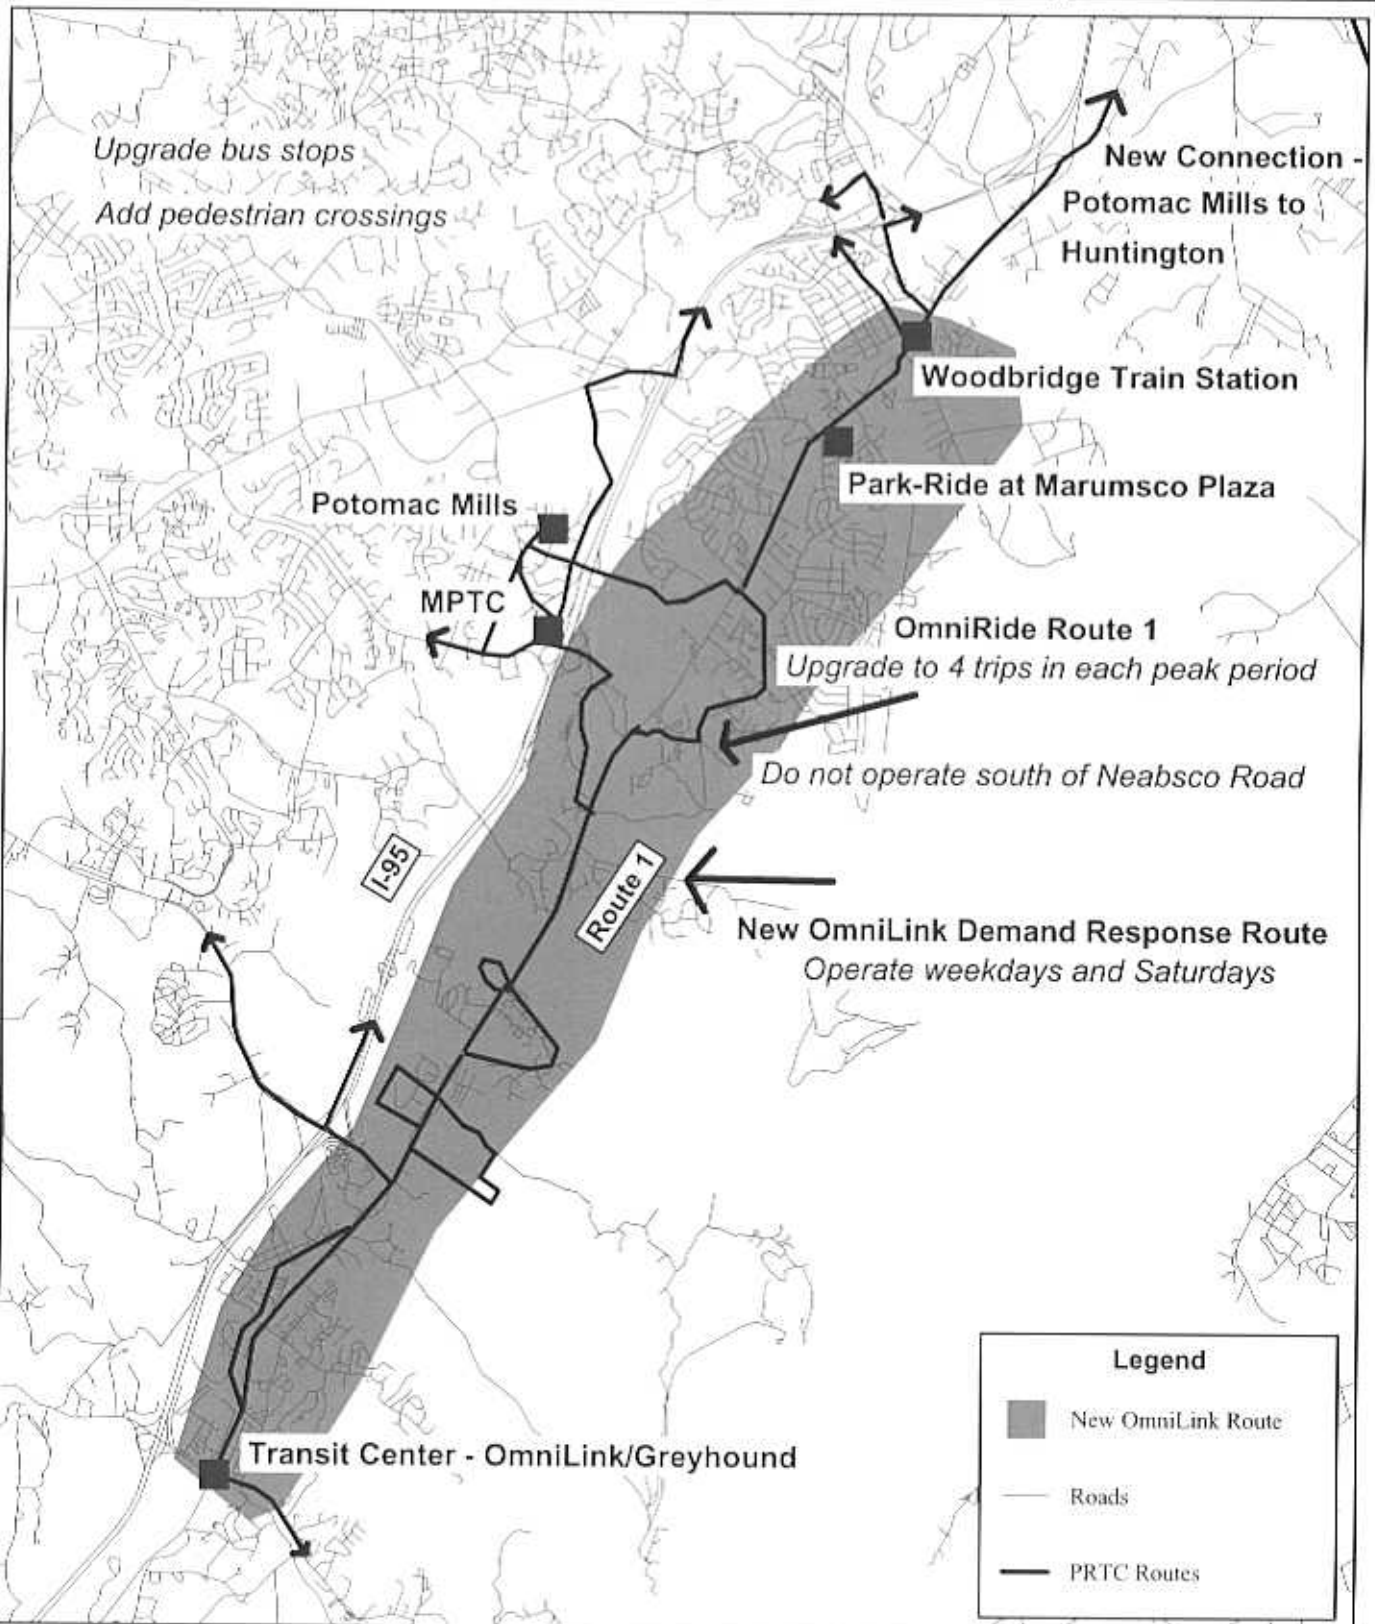 Upgrade bus stops
Add pedestrian crossings
New Connection -
Potomac Mills to
Huntington
Woodbridge Train Station
Park-Ride at Marumsco Plaza
Potomac Mills
MPTC
OmniRide Route 1
Upgrade to 4 trips in each peak period
Do not operate south of Neabsco Road
I-95
Route 1
New OmniLink Demand Response Route
Operate weekdays and Saturdays
Transit Center - OmniLink/Greyhound
Legend
New OmniLink Route
Roads
PRTC Routes